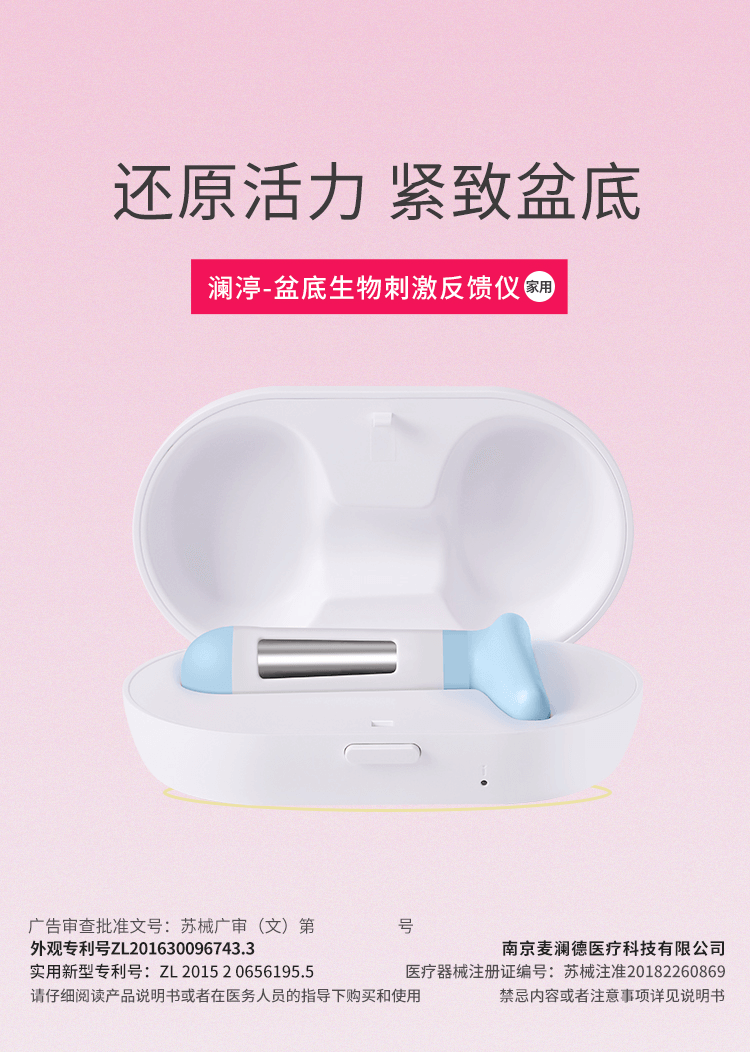 还原活力 紧致盆底
澜渟-盆底生物刺激反馈仪 家用
广告审查批准文号：苏械广审（文）第 号
外观专利号ZL201630096743.3
南京麦澜德医疗科技有限公司
实用新型专利号：ZL 2015 2 0656195.5
医疗器械注册证编号：苏械注准20182260869
请仔细阅读产品说明书或者在医务人员的指导下购买和使用
禁忌内容或者注意事项详见说明书